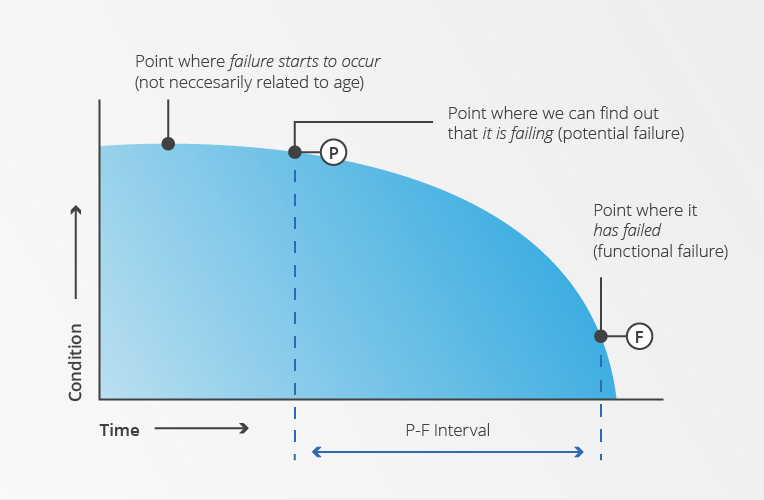 Point where failure starts to occur
(not neccesarily related to age)
Point where we can find out
that it is failing (potential failure)
P
Point where it
has failed
(functional failure)
F
Condition
Time
P-F Interval